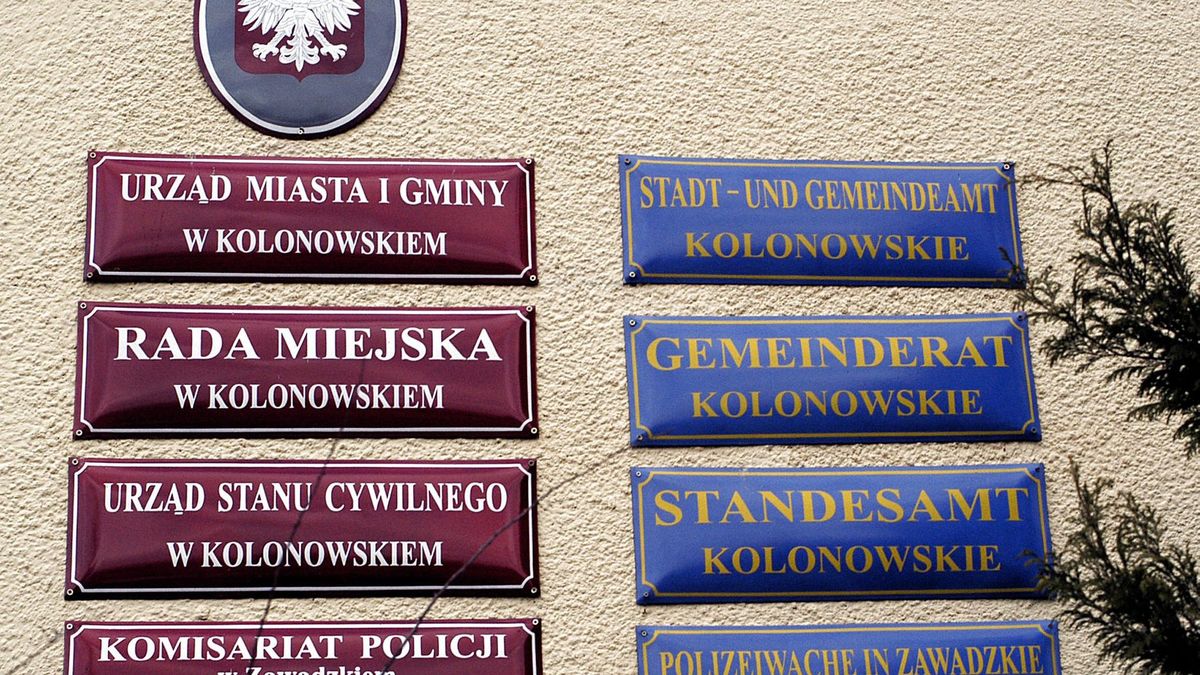 URZĄD MIASTA I GMINY
W KOLONOWSKIEM
RADA MIEJSKA
W KOLONOWSKIEM
URZĄD STANU CYWILNEGO
W KOLONOWSKIEM
KOMISARIAT POLICJI
w Zawadzkiem
STADT - UND GEMEINDEAMT
KOLONOWSKIE
GEMEINDERAT
KOLONOWSKIE
STANDESAMT
KOLONOWSKIE
POLIZEIWACHE IN ZAWADZKIE